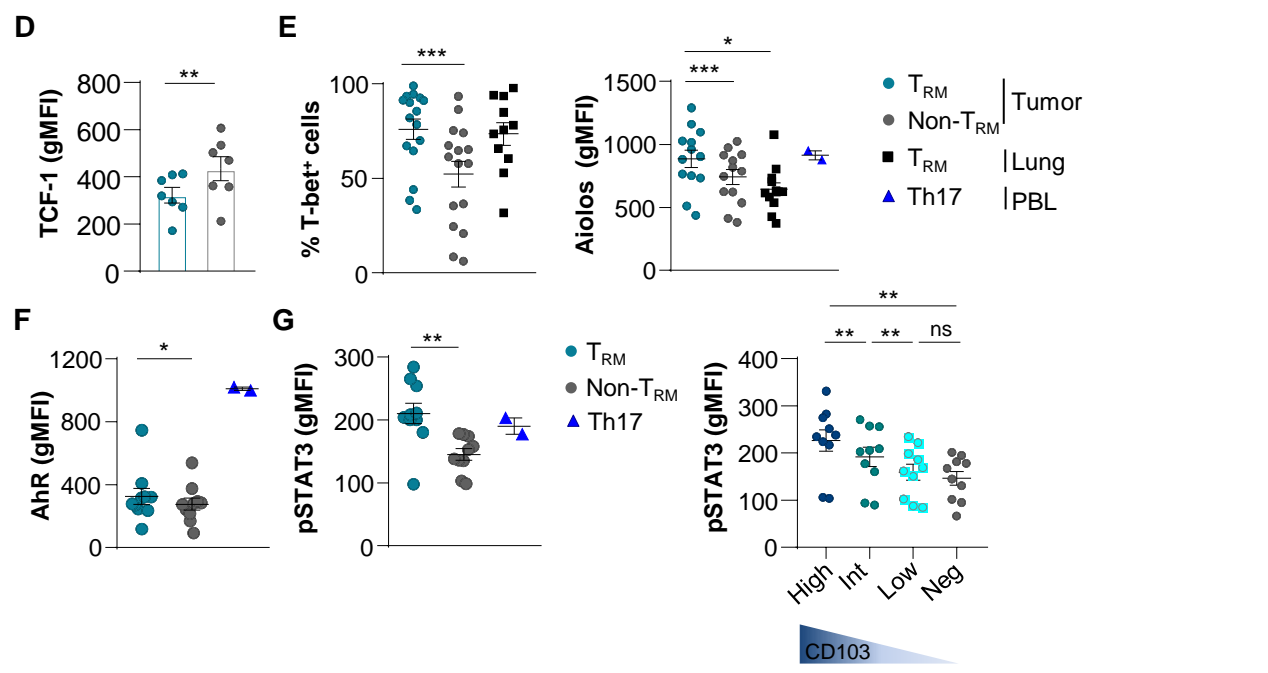 D
TCF-1 (gMFI)
800
600
400
200
0
**
E
% T-bet⁺ cells
100
50
0
***
Aiolos (gMFI)
1500
1000
500
0
*
***
TRM
Non-TRM
Tumor
TRM
Lung
Th17
PBL
F
AhR (gMFI)
1200
800
400
0
*
G
pSTAT3 (gMFI)
300
200
100
0
**
TRM
Non-TRM
Th17
pSTAT3 (gMFI)
400
300
200
100
0
**
** ** ns
High Int Low Neg
CD103